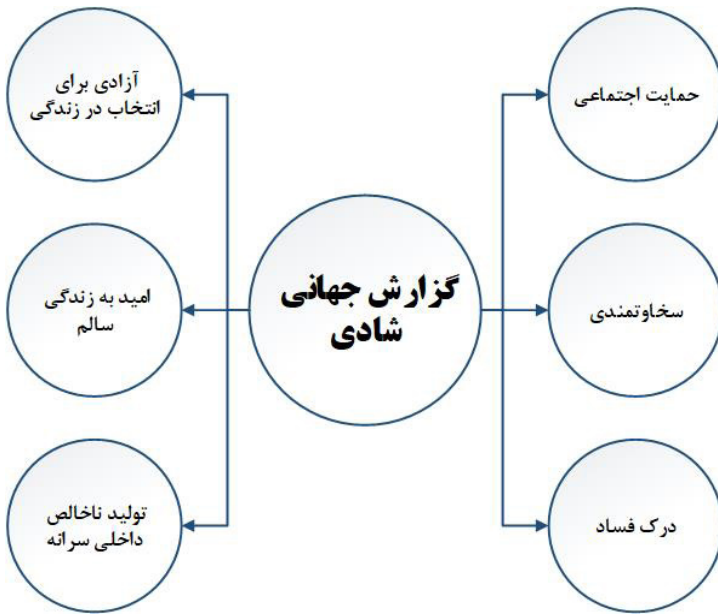 گزارش جهانی
شادی
حمایت اجتماعی
سخاوتمندی
درک فساد
آزادی برای
انتخاب در زندگی
امید به زندگی
سالم
تولید ناخالص
داخلی سرانه